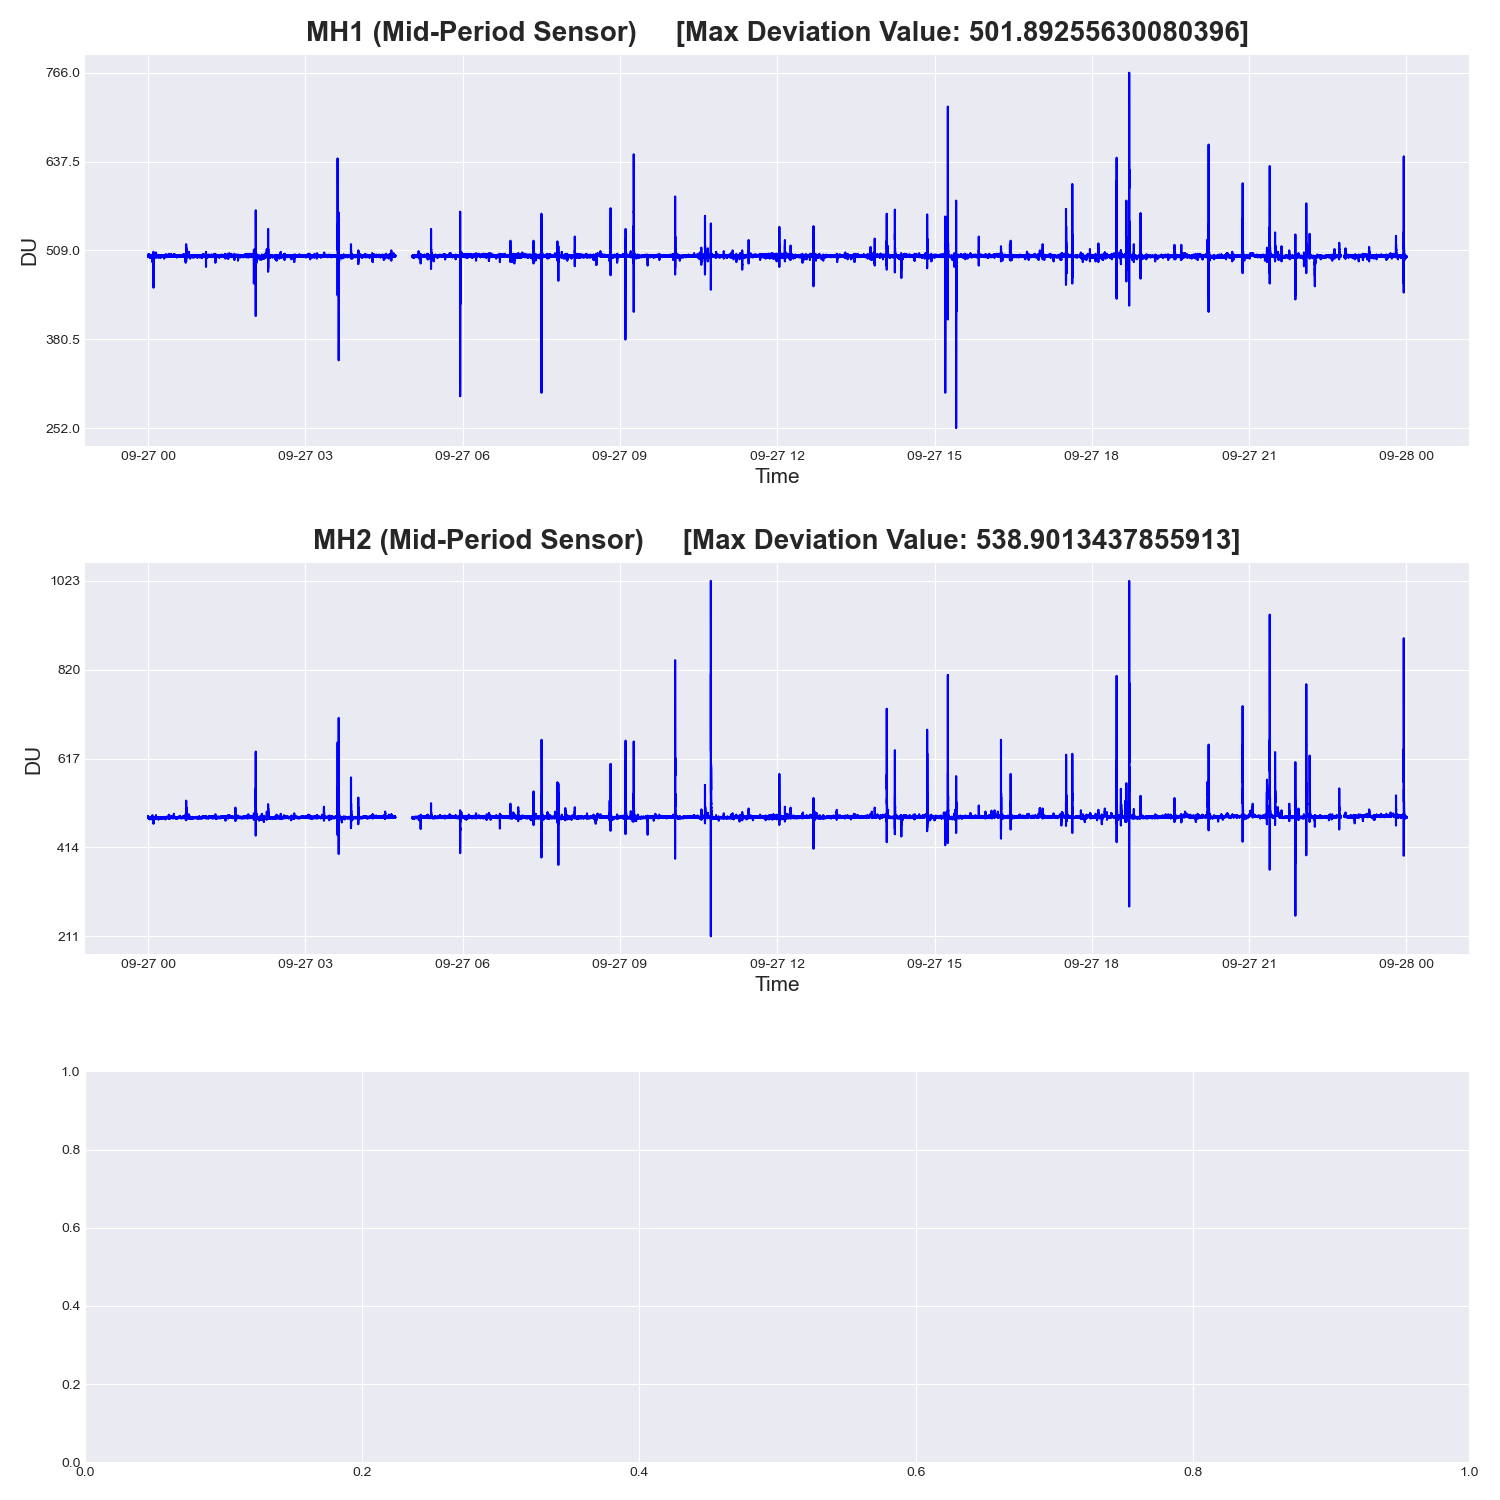 MH1 (Mid-Period Sensor) [Max Deviation Value: 501.89255630080396]
766.0
637.5
509.0
380.5
252.0
DU
09-27 00 09-27 03 09-27 06 09-27 09 09-27 12 09-27 15 09-27 18 09-27 21 09-28 00
Time
MH2 (Mid-Period Sensor) [Max Deviation Value: 538.9013437855913]
1023
820
617
414
211
DU
09-27 00 09-27 03 09-27 06 09-27 09 09-27 12 09-27 15 09-27 18 09-27 21 09-28 00
Time
1.0
0.8
0.6
0.4
0.2
0.0
0.0 0.2 0.4 0.6 0.8 1.0